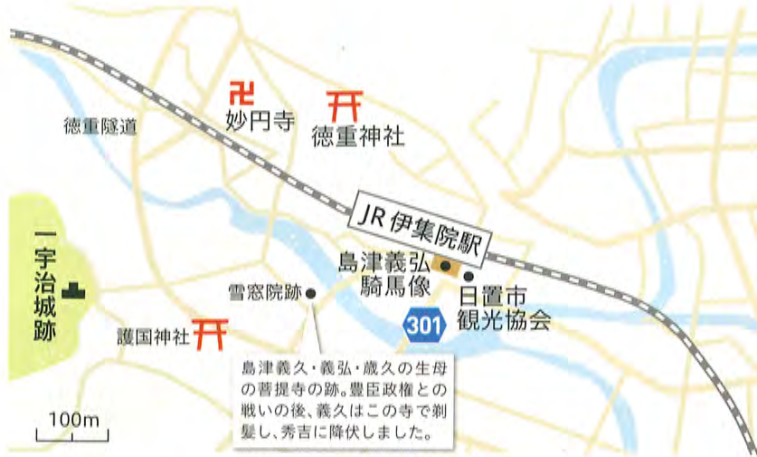 徳重隧道
妙円寺
徳重神社
JR 伊集院駅
島津義弘
騎馬像
日置市
観光協会
一宇治城跡
雪窓院跡
301
護国神社
島津義久・義弘・歳久の生母
の菩提寺の跡。豊臣政権との
戦いの後、義久はこの寺で剃
髪し、秀吉に降伏しました。
100m